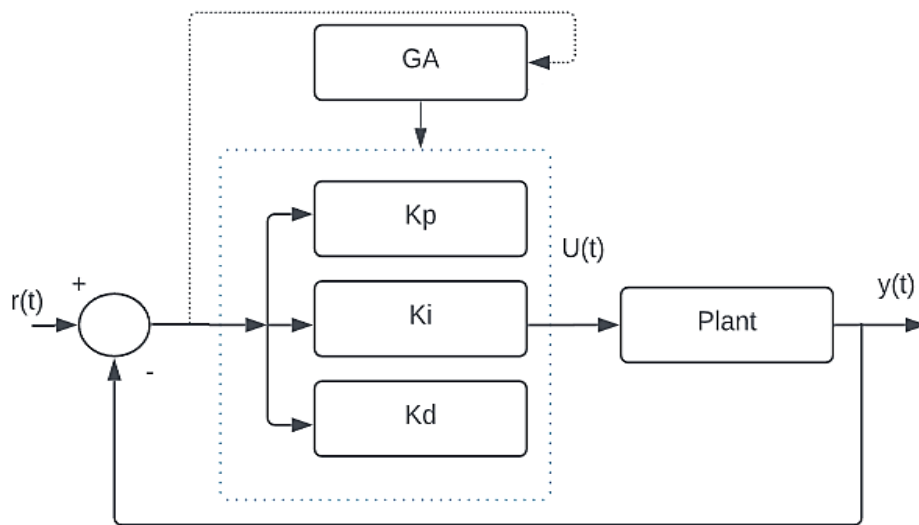 GA
Kp
U(t)
r(t)
+
Ki
Plant
y(t)
-
Kd